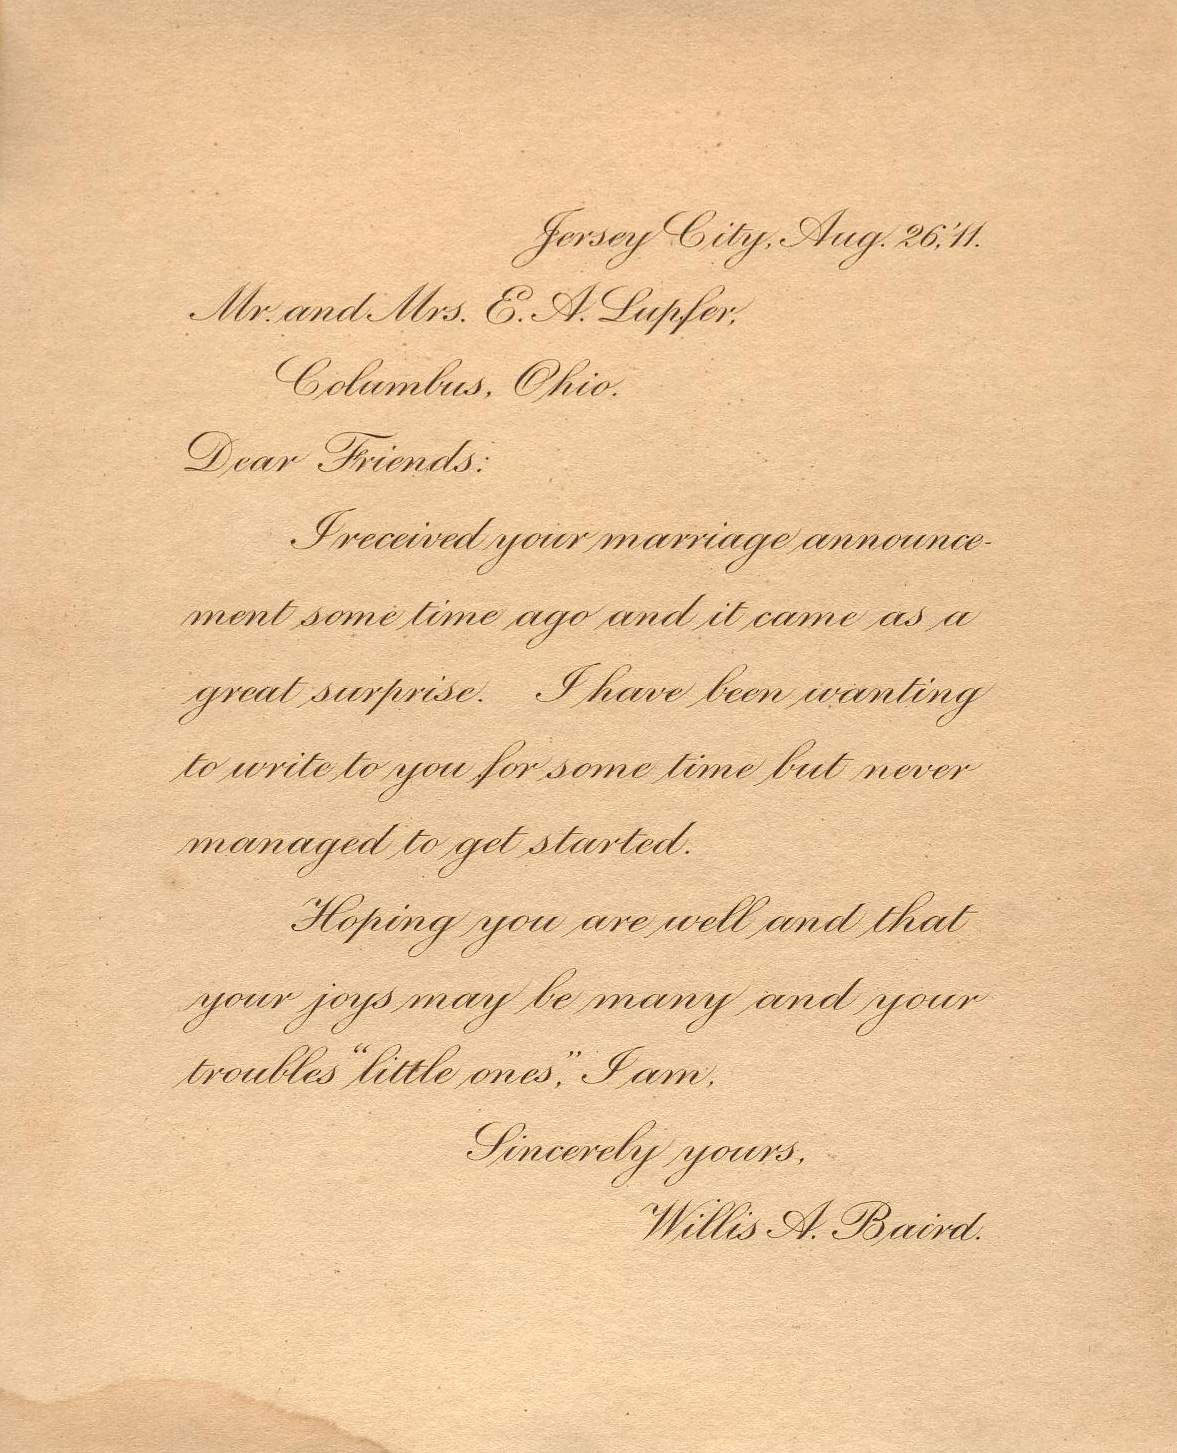 Jersey City, Aug. 26, '11.
Mr. and Mrs. E. A. Lupfer,
Columbus, Ohio.
Dear Friends:
I received your marriage announce-
ment some time ago and it came as a
great surprise. I have been wanting
to write to you for some time but never
managed to get started.
Hoping you are well and that
your joys may be many and your
troubles "little ones," I am,
Sincerely yours,
Willis A. Baird.